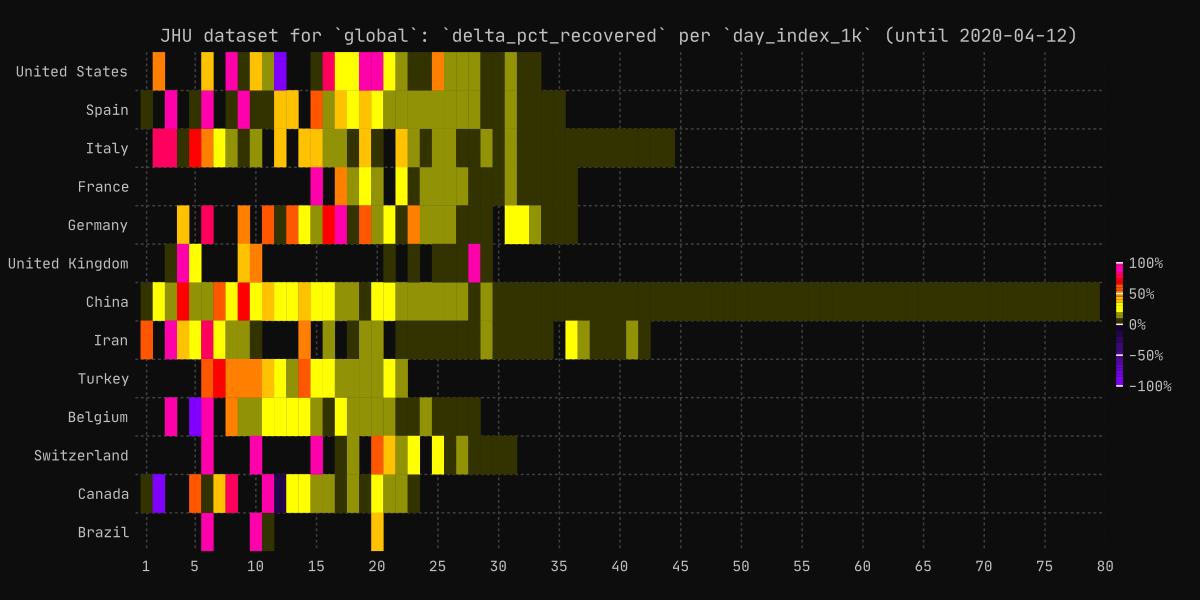 JHU dataset for `global`: `delta_pct_recovered` per `day_index_1k` (until 2020-04-12)
United States
Spain
Italy
France
Germany
United Kingdom
China
Iran
Turkey
Belgium
Switzerland
Canada
Brazil
1 5 10 15 20 25 30 35 40 45 50 55 60 65 70 75 80
100%
50%
0%
-50%
-100%